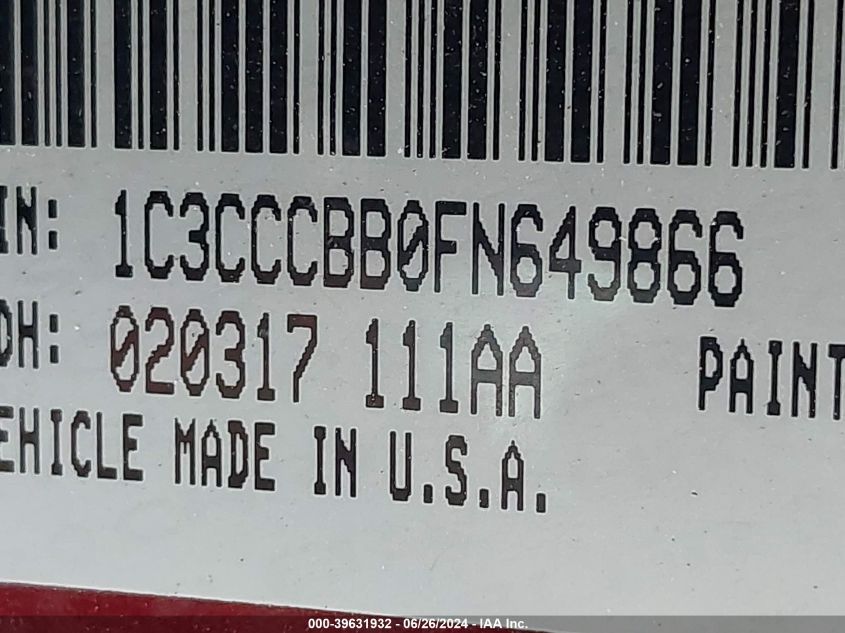 IN: 1C3CCCBB0FN649866
DH: 020317 111AA PAINT
EHICLE MADE IN U.S.A.
000-39631932 - 06/26/2024 - IAA Inc.